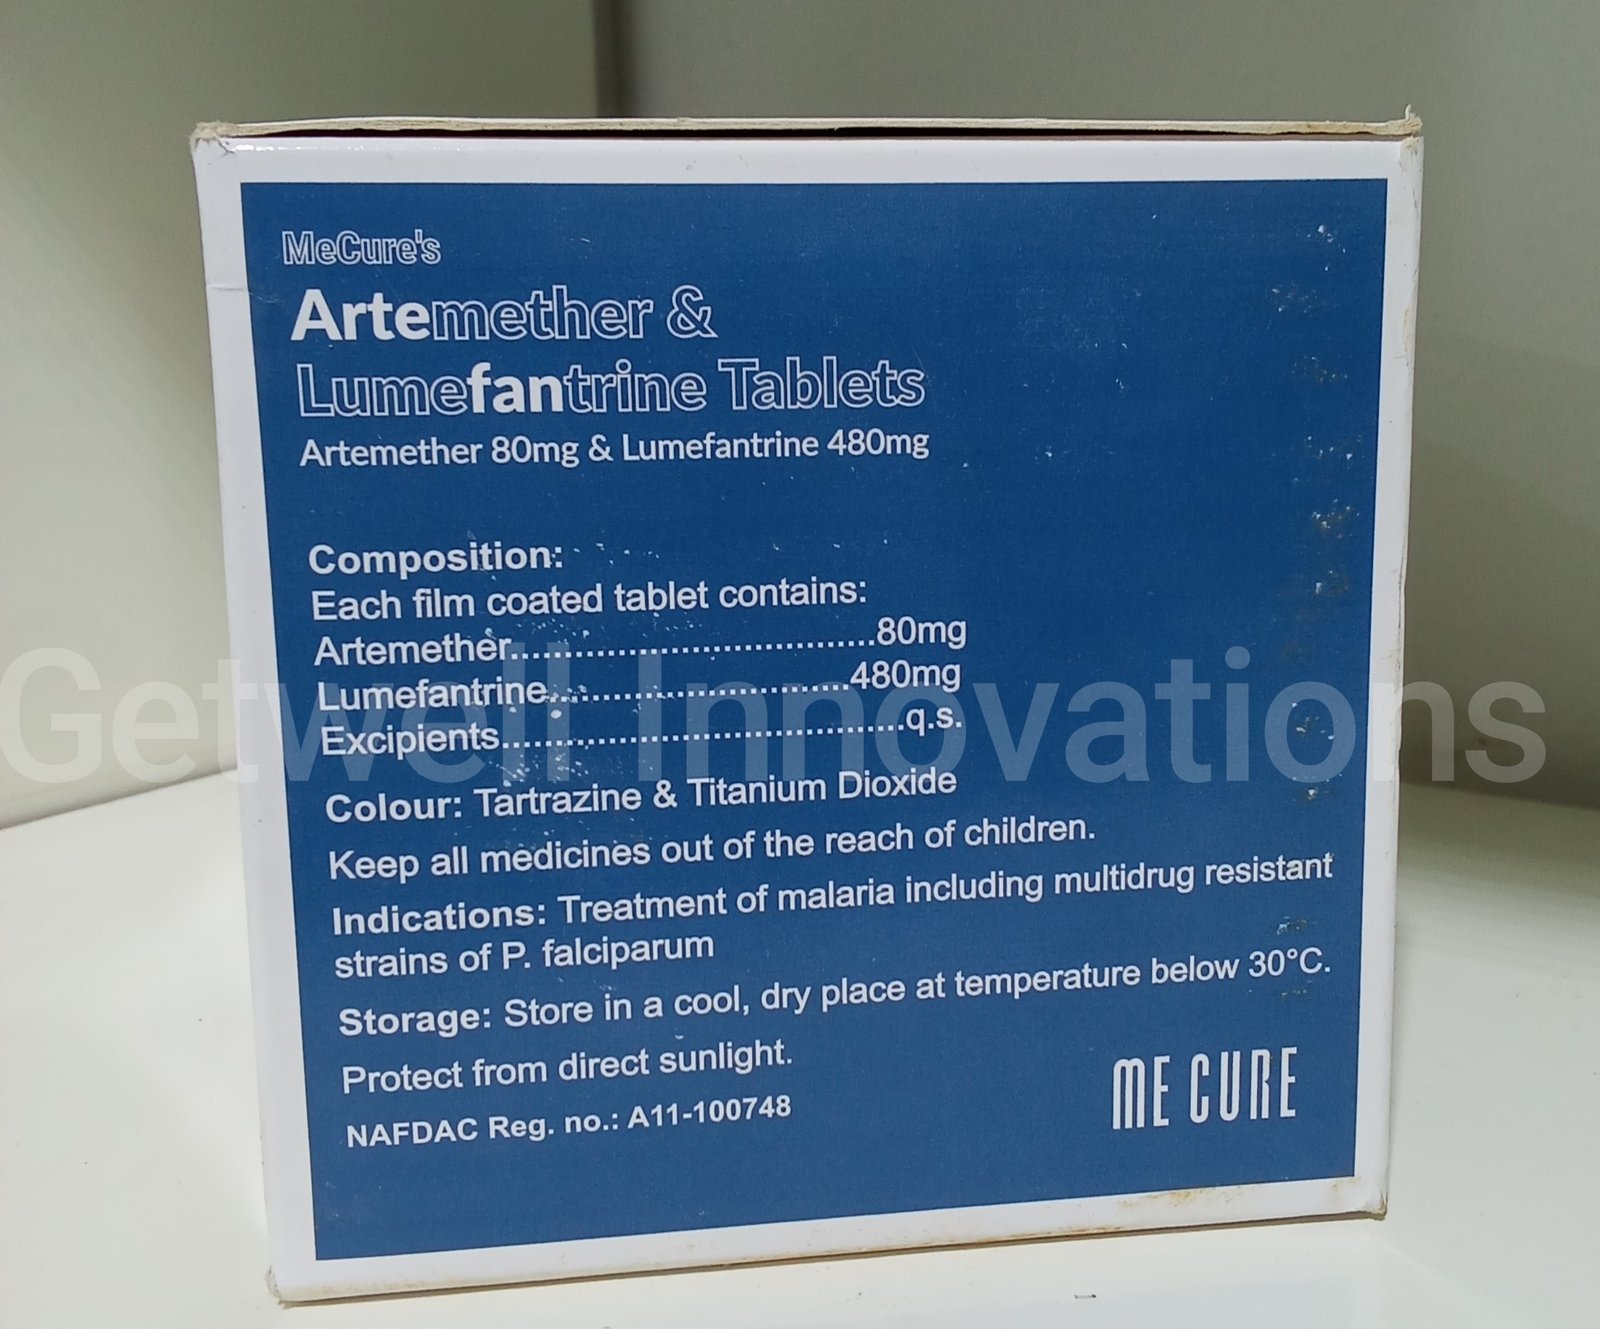 MeCure's
Artemether &
Lumefantrine Tablets
Artemether 80mg & Lumefantrine 480mg
Composition:
Each film coated tablet contains:
Artemether..................................80mg
Lumefantrine..............................480mg
Excipients.....................................q.s.
Colour: Tartrazine & Titanium Dioxide
Keep all medicines out of the reach of children.
Indications: Treatment of malaria including multidrug resistant
strains of P. falciparum
Storage: Store in a cool, dry place at temperature below 30°C.
Protect from direct sunlight.
NAFDAC Reg. no.: A11-100748
ME CURE
Getwell Innovations